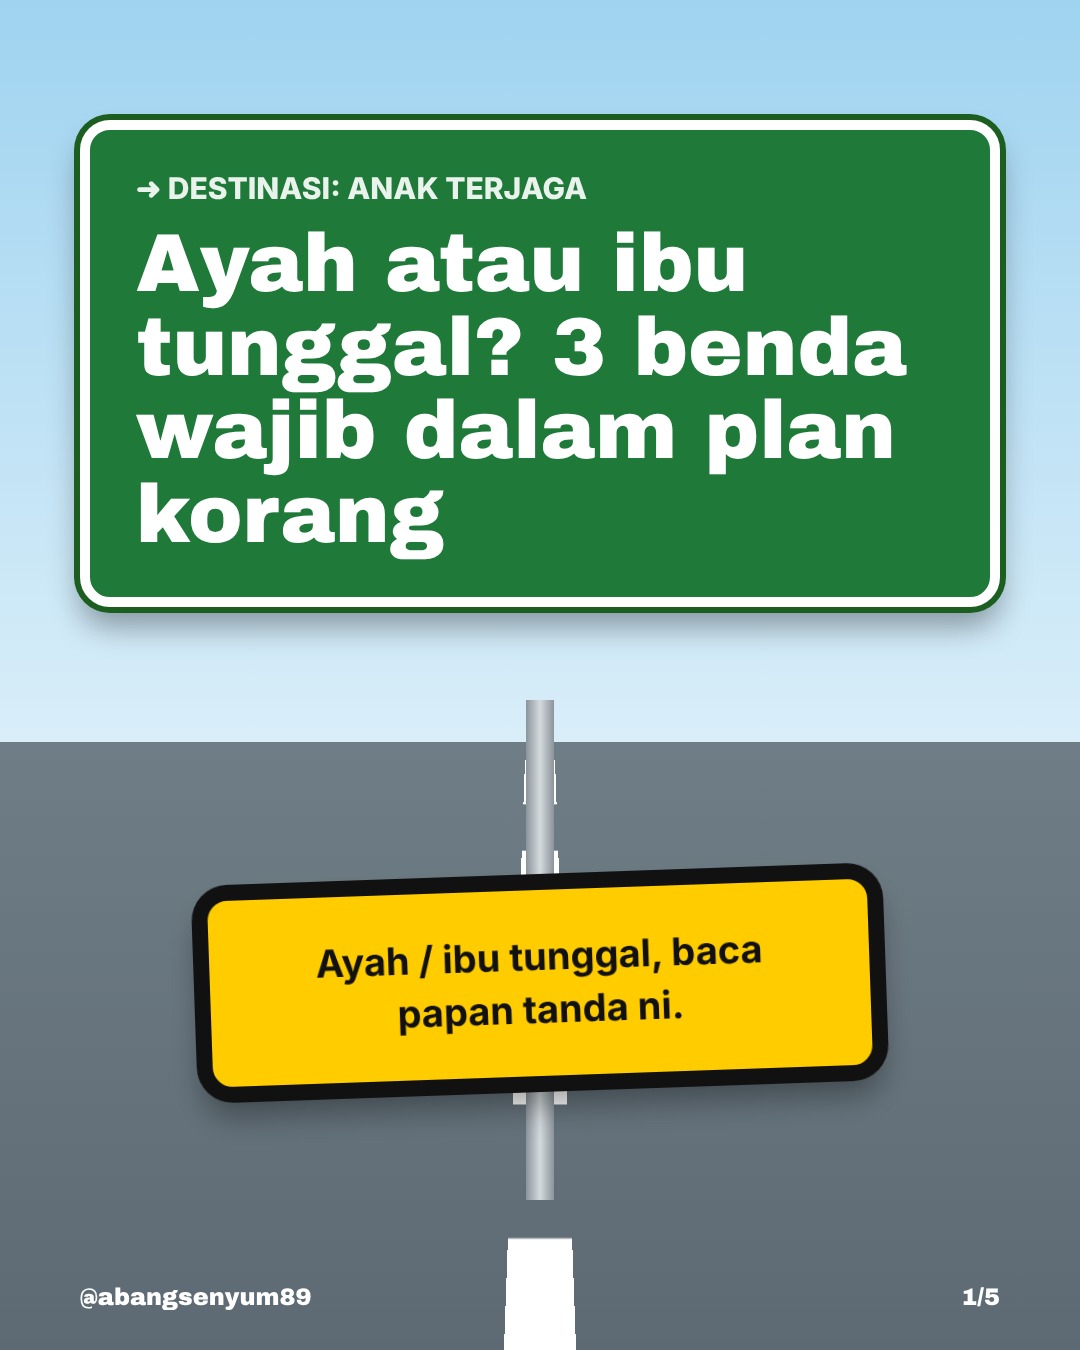 ➜ DESTINASI: ANAK TERJAGA
Ayah atau ibu
tunggal? 3 benda
wajib dalam plan
korang
Ayah / ibu tunggal, baca
papan tanda ni.
@abangsenyum89
1/5